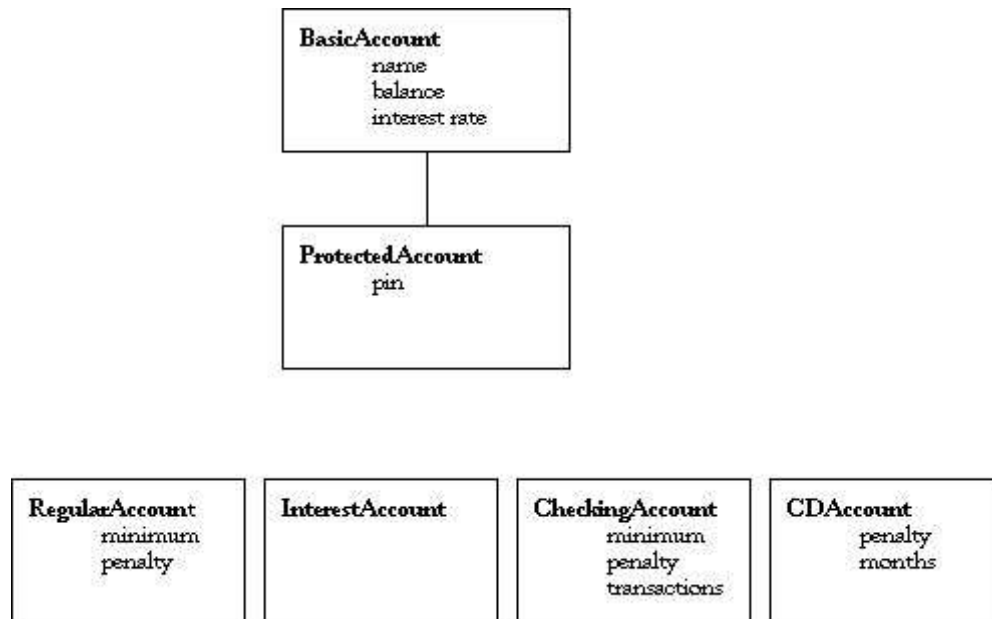 BasicAccount
name
balance
interest rate
ProtectedAccount
pin
RegularAccount
minimum
penalty
InterestAccount
CheckingAccount
minimum
penalty
transactions
CDAccount
penalty
months